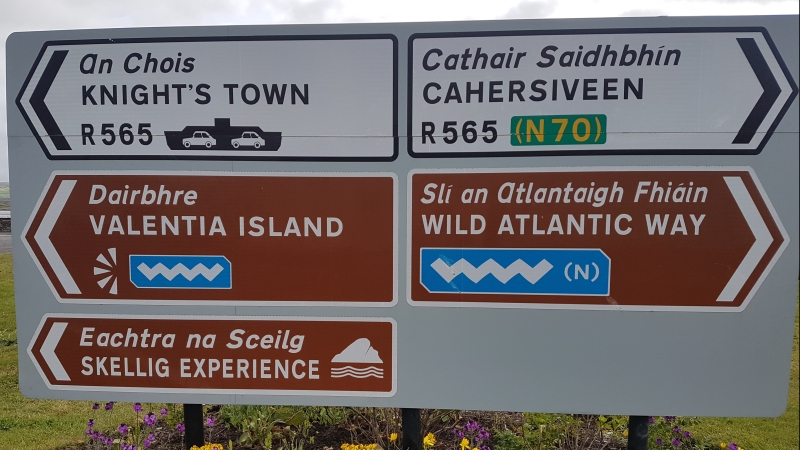 An Chois
KNIGHT'S TOWN
R565
Cathair Saidhbhín
CAHERSIVEEN
R565 (N70)
Dairbhre
VALENTIA ISLAND
Slí an Atlantaigh Fhiáin
WILD ATLANTIC WAY
(N)
Eachtra na Sceilg
SKELLIG EXPERIENCE